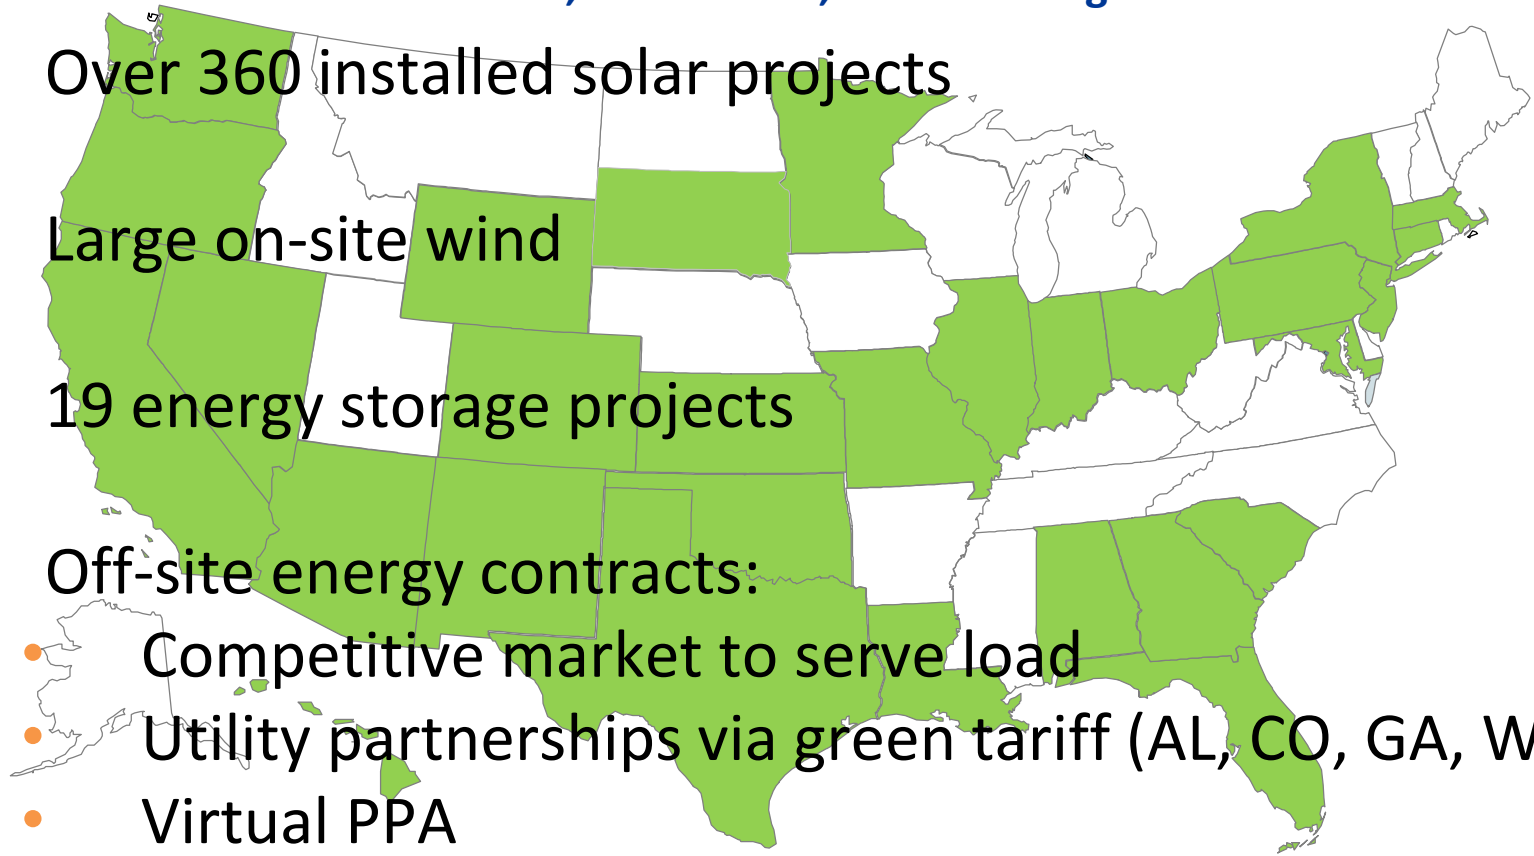 Over 360 installed solar projects
Large on-site wind
19 energy storage projects
Off-site energy contracts:
• Competitive market to serve load
• Utility partnerships via green tariff (AL, CO, GA, W
• Virtual PPA